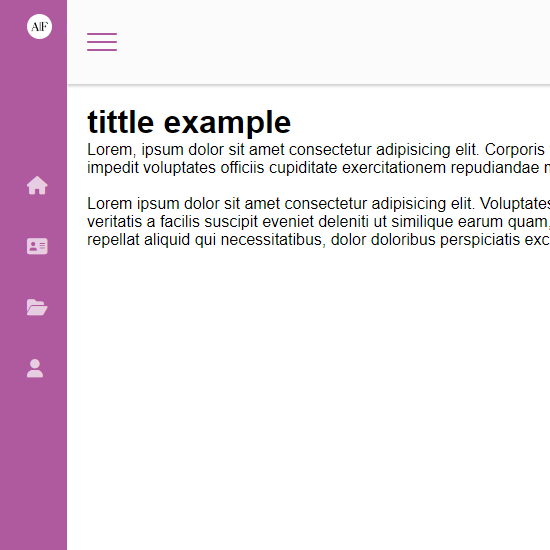 A|F
tittle example
Lorem, ipsum dolor sit amet consectetur adipisicing elit. Corporis
impedit voluptates officiis cupiditate exercitationem repudiandae
Lorem ipsum dolor sit amet consectetur adipisicing elit. Voluptates
veritatis a facilis suscipit eveniet deleniti ut similique earum quam,
repellat aliquid qui necessitatibus, dolor doloribus perspiciatis exc